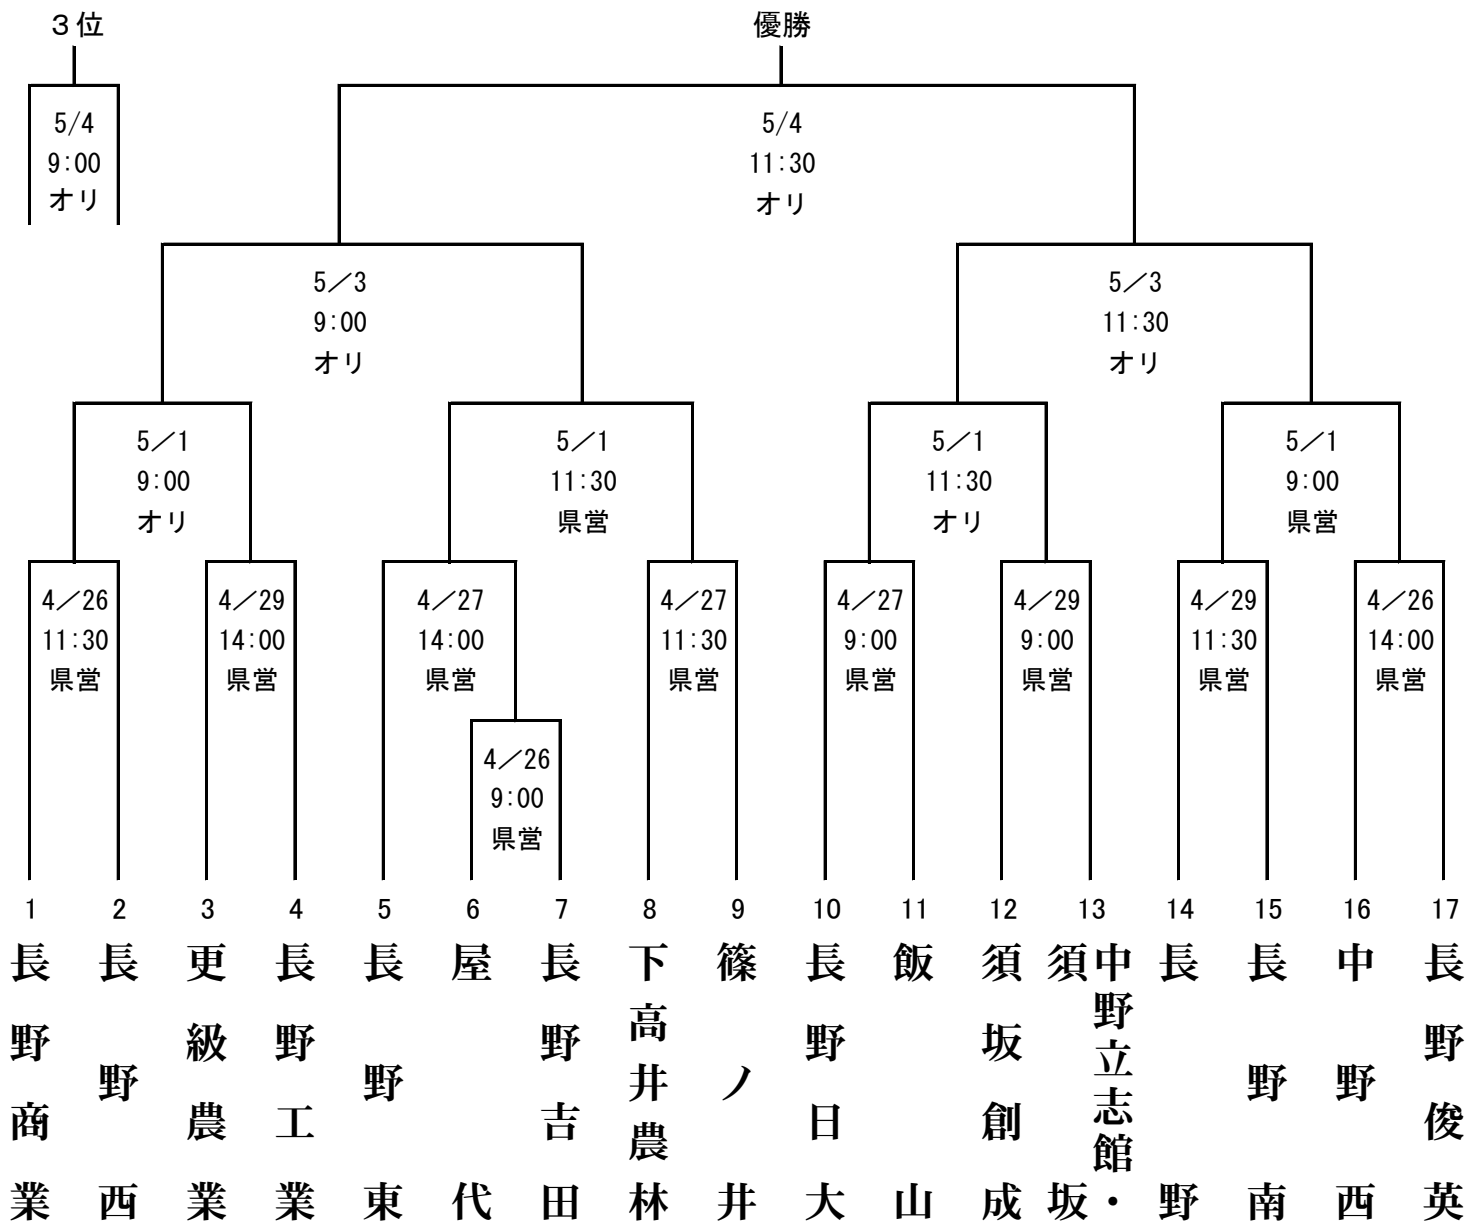 ３位
優勝
5/4
9:00
オリ
5/4
11:30
オリ
5／3
9:00
オリ
5／3
11:30
オリ
5／1
9:00
オリ
5／1
11:30
県営
5／1
11:30
オリ
5／1
9:00
県営
4／26
11:30
県営
4／29
14:00
県営
4／27
14:00
県営
4／27
11:30
県営
4／27
9:00
県営
4／29
9:00
県営
4／29
11:30
県営
4／26
14:00
県営
4／26
9:00
県営
1
長野商業
2
長野西
3
更級農業
4
長野工業
5
長野東
6
屋代
7
長野吉田
8
下高井農林
9
篠ノ井
10
長野日大
11
飯山
12
須坂創成
13
中野立志館・
須坂
14
長野
15
長野南
16
中野西
17
長野俊英